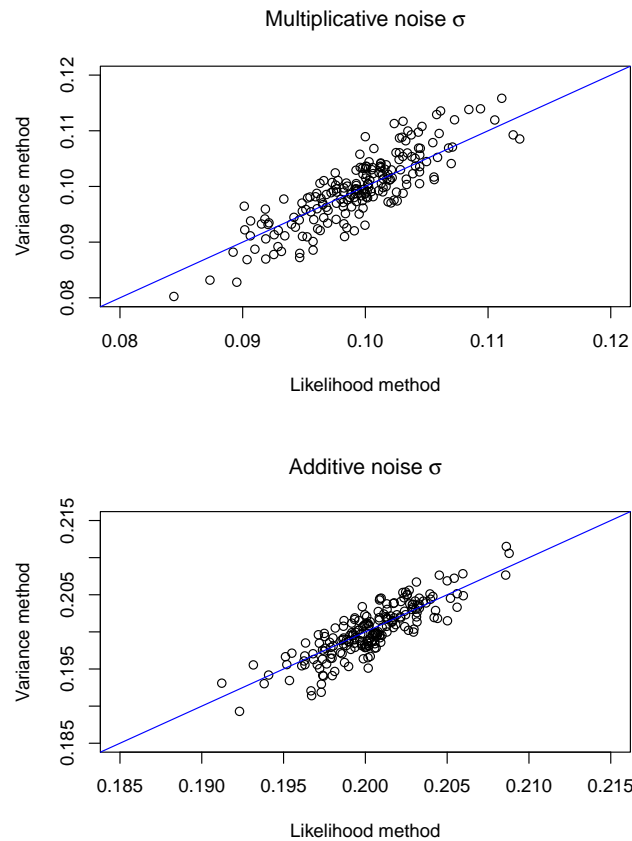 Multiplicative noise σ
Variance method
0.08 0.09 0.10 0.11 0.12
0.08 0.09 0.10 0.11 0.12
Likelihood method
Additive noise σ
Variance method
0.185 0.195 0.205 0.215
0.185 0.190 0.195 0.200 0.205 0.210 0.215
Likelihood method